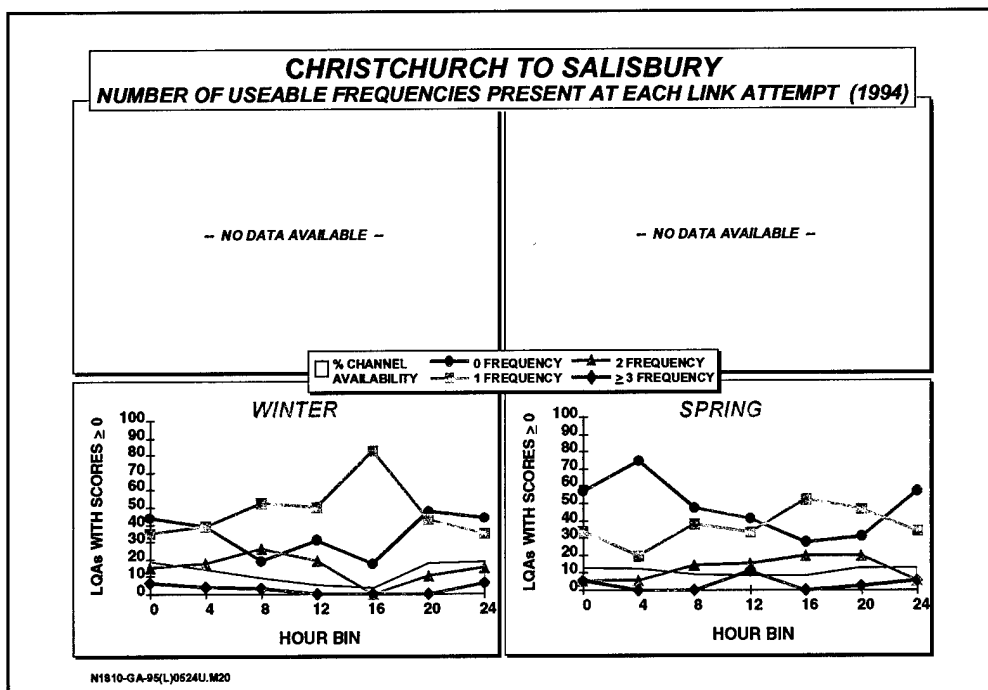 CHRISTCHURCH TO SALISBURY
NUMBER OF USEABLE FREQUENCIES PRESENT AT EACH LINK ATTEMPT (1994)
-- NO DATA AVAILABLE --
-- NO DATA AVAILABLE --
% CHANNEL AVAILABILITY
0 FREQUENCY
2 FREQUENCY
1 FREQUENCY
≥ 3 FREQUENCY
WINTER
LQAs WITH SCORES ≥ 0
100
90
80
70
60
50
40
30
20
10
0
0 4 8 12 16 20 24
HOUR BIN
SPRING
LQAs WITH SCORES ≥ 0
100
90
80
70
60
50
40
30
20
10
0
0 4 8 12 16 20 24
HOUR BIN
N1810-GA-95(L)0524U.M20